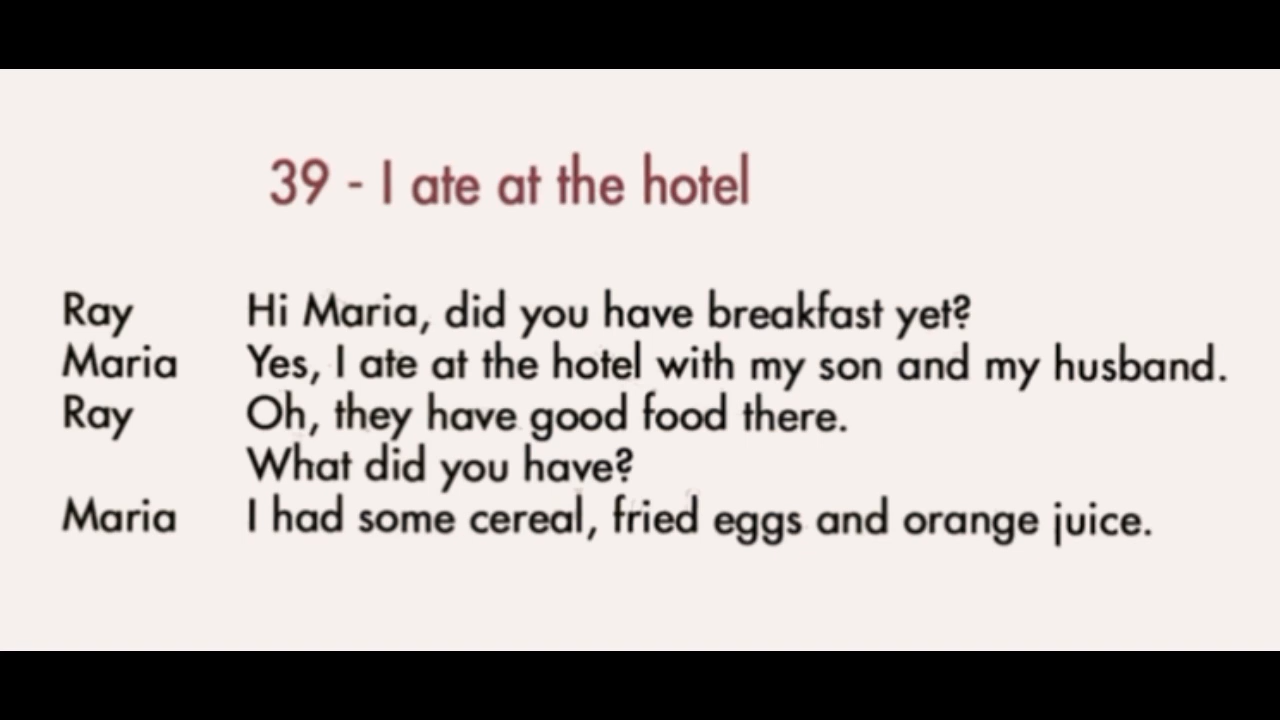 39 - I ate at the hotel
Ray Hi Maria, did you have breakfast yet?
Maria Yes, I ate at the hotel with my son and my husband.
Ray Oh, they have good food there.
What did you have?
Maria I had some cereal, fried eggs and orange juice.